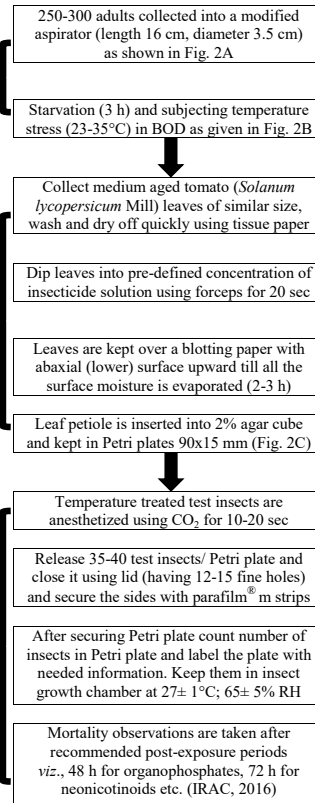 250-300 adults collected into a modified
aspirator (length 16 cm, diameter 3.5 cm)
as shown in Fig. 2A
Starvation (3 h) and subjecting temperature
stress (23-35°C) in BOD as given in Fig. 2B
Collect medium aged tomato (Solanum
lycopersicum Mill) leaves of similar size,
wash and dry off quickly using tissue paper
Dip leaves into pre-defined concentration of
insecticide solution using forceps for 20 sec
Leaves are kept over a blotting paper with
abaxial (lower) surface upward till all the
surface moisture is evaporated (2-3 h)
Leaf petiole is inserted into 2% agar cube
and kept in Petri plates 90x15 mm (Fig. 2C)
Temperature treated test insects are
anesthetized using CO₂ for 10-20 sec
Release 35-40 test insects/ Petri plate and
close it using lid (having 12-15 fine holes)
and secure the sides with parafilm® m strips
After securing Petri plate count number of
insects in Petri plate and label the plate with
needed information. Keep them in insect
growth chamber at 27± 1°C; 65± 5% RH
Mortality observations are taken after
recommended post-exposure periods
viz., 48 h for organophosphates, 72 h for
neonicotinoids etc. (IRAC, 2016)